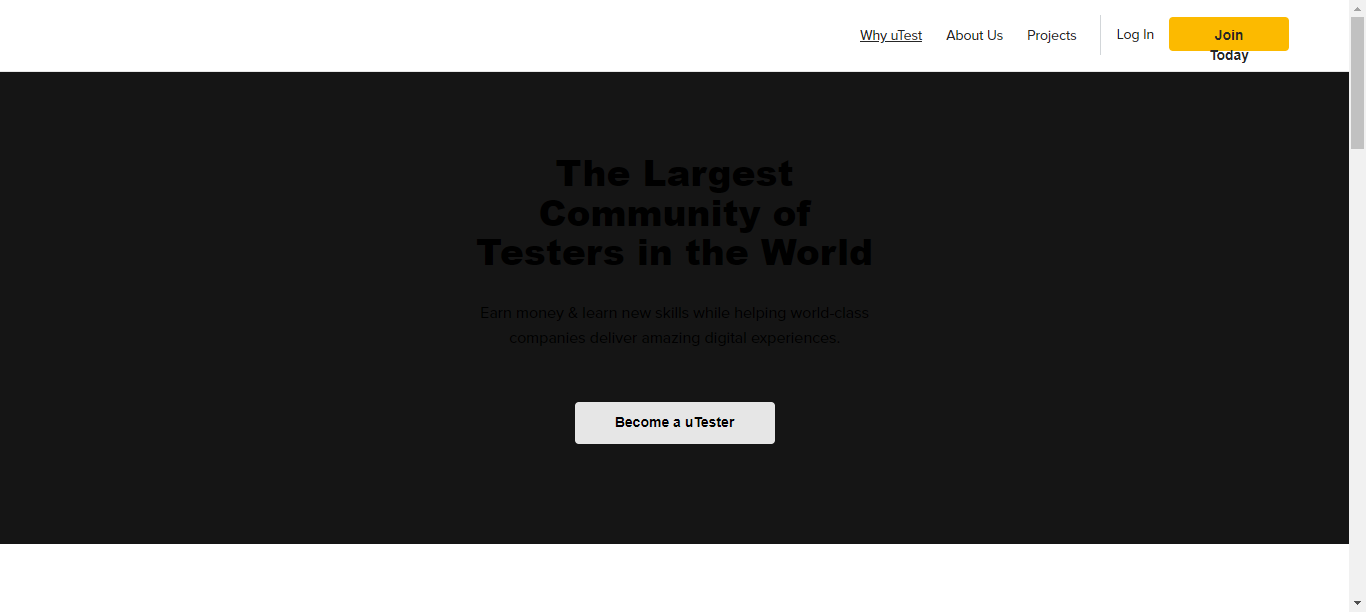 Why uTest About Us Projects Log In Join
Today
The Largest
Community of
Testers in the World
Earn money & learn new skills while helping world-class
companies deliver amazing digital experiences.
Become a uTester